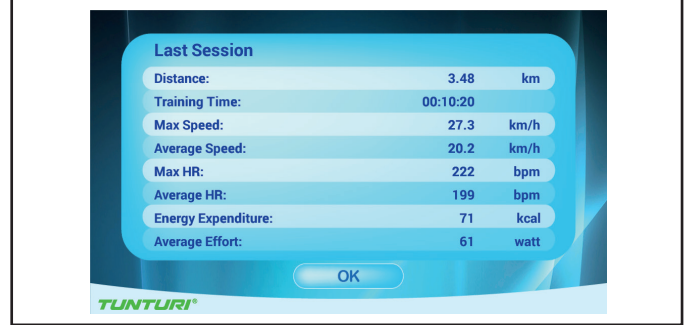 Last Session
Distance: 3.48 km
Training Time: 00:10:20
Max Speed: 27.3 km/h
Average Speed: 20.2 km/h
Max HR: 222 bpm
Average HR: 199 bpm
Energy Expenditure: 71 kcal
Average Effort: 61 watt
OK
TUNTURI®